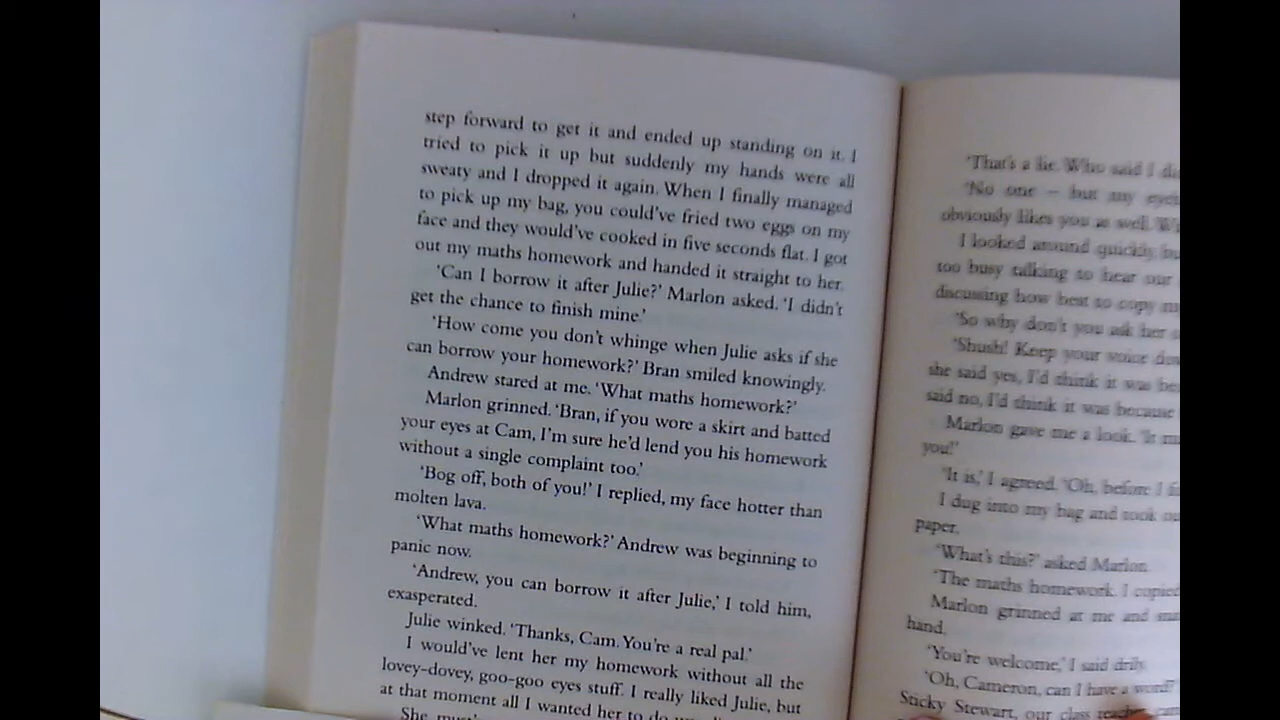 step forward to get it and ended up standing on it. I
tried to pick it up but suddenly my hands were all
sweaty and I dropped it again. When I finally managed
to pick up my bag, you could've fried two eggs on my
face and they would've cooked in five seconds flat. I got
out my maths homework and handed it straight to her.
'Can I borrow it after Julie?' Marlon asked. 'I didn't
get the chance to finish mine.'
'How come you don't whinge when Julie asks if she
can borrow your homework?' Bran smiled knowingly.
Andrew stared at me. 'What maths homework?'
Marlon grinned. 'Bran, if you wore a skirt and batted
your eyes at Cam, I'm sure he'd lend you his homework
without a single complaint too.'
'Bog off, both of you!' I replied, my face hotter than
molten lava.
'What maths homework?' Andrew was beginning to
panic now.
'Andrew, you can borrow it after Julie,' I told him,
exasperated.
Julie winked. 'Thanks, Cam. You're a real pal.'
I would've lent her my homework without all the
lovey-dovey, goo-goo eyes stuff. I really liked Julie, but
at that moment all I wanted her to do
She must
'That's a lie. Who said I
'No one – but my
obviously likes you as well.
I looked around quickly,
too busy talking to hear our
discussing how best to copy
'So why don't you ask her
'Shush! Keep your voice
she said yes, I'd think it was
said no, I'd think it was because
Marlon gave me a look. 'It
you!'
'It is,' I agreed. 'Oh, before I
I dug into my bag and took
paper.
'What's this?' asked Marlon.
'The maths homework. I copied
Marlon grinned at me and
hand.
'You're welcome,' I said drily.
'Oh, Cameron, can I have a word?'
Sticky Stewart, our class